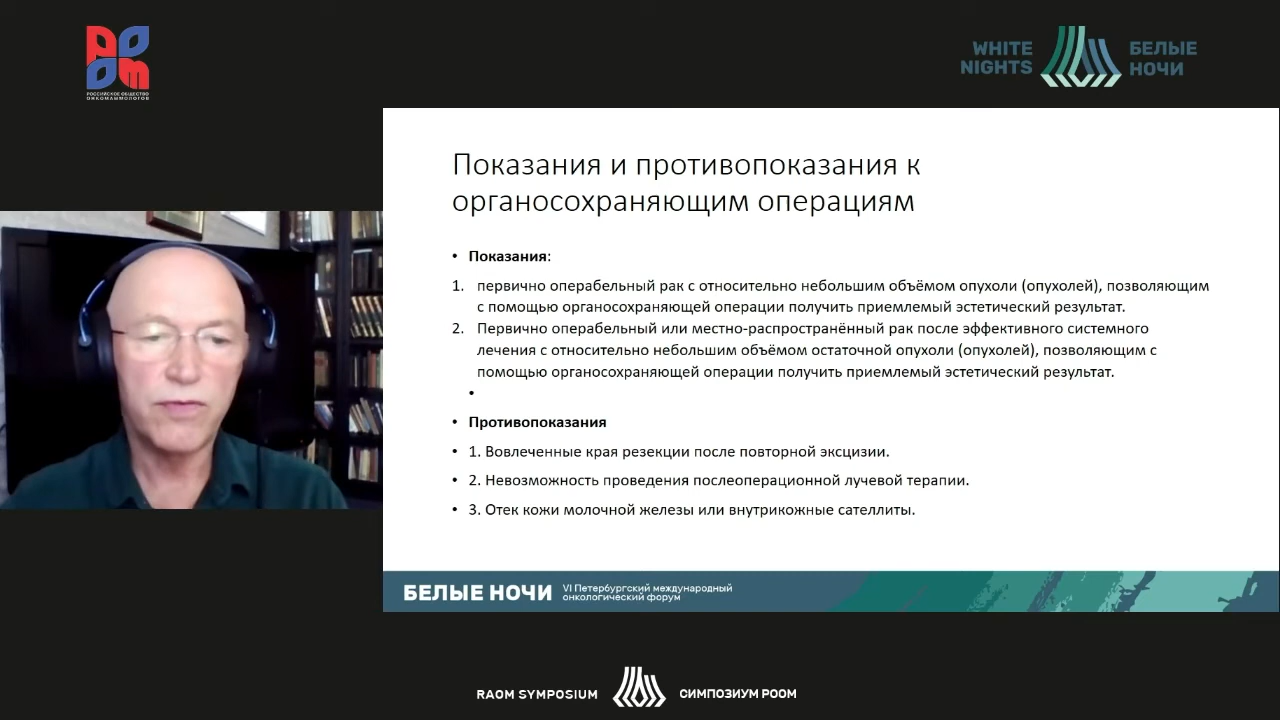 РОССИЙСКОЕ ОБЩЕСТВО
ОНКОМАММОЛОГОВ
WHITE
NIGHTS
БЕЛЫЕ
НОЧИ
Показания и противопоказания к
органосохраняющим операциям
• Показания:
1. первично операбельный рак с относительно небольшим объёмом опухоли (опухолей), позволяющим
с помощью органосохраняющей операции получить приемлемый эстетический результат.
2. Первично операбельный или местно-распространённый рак после эффективного системного
лечения с относительно небольшим объёмом остаточной опухоли (опухолей), позволяющим с
помощью органосохраняющей операции получить приемлемый эстетический результат.
•
• Противопоказания
• 1. Вовлеченные края резекции после повторной эксцизии.
• 2. Невозможность проведения послеоперационной лучевой терапии.
• 3. Отек кожи молочной железы или внутрикожные сателлиты.
БЕЛЫЕ НОЧИ
VI Петербургский международный
онкологический форум
RAOM SYMPOSIUM
СИМПОЗИУМ РООМ